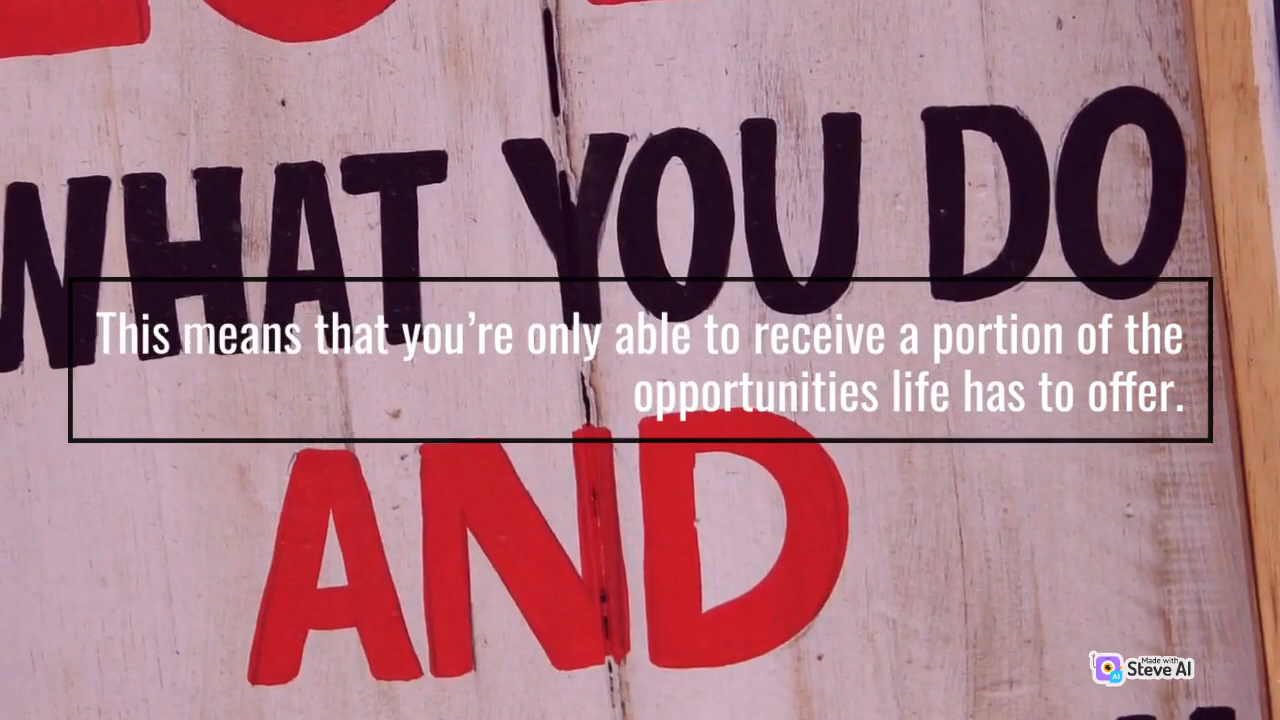 WHAT YOU DO
This means that you’re only able to receive a portion of the
opportunities life has to offer.
AND
Made with
Steve AI
AI